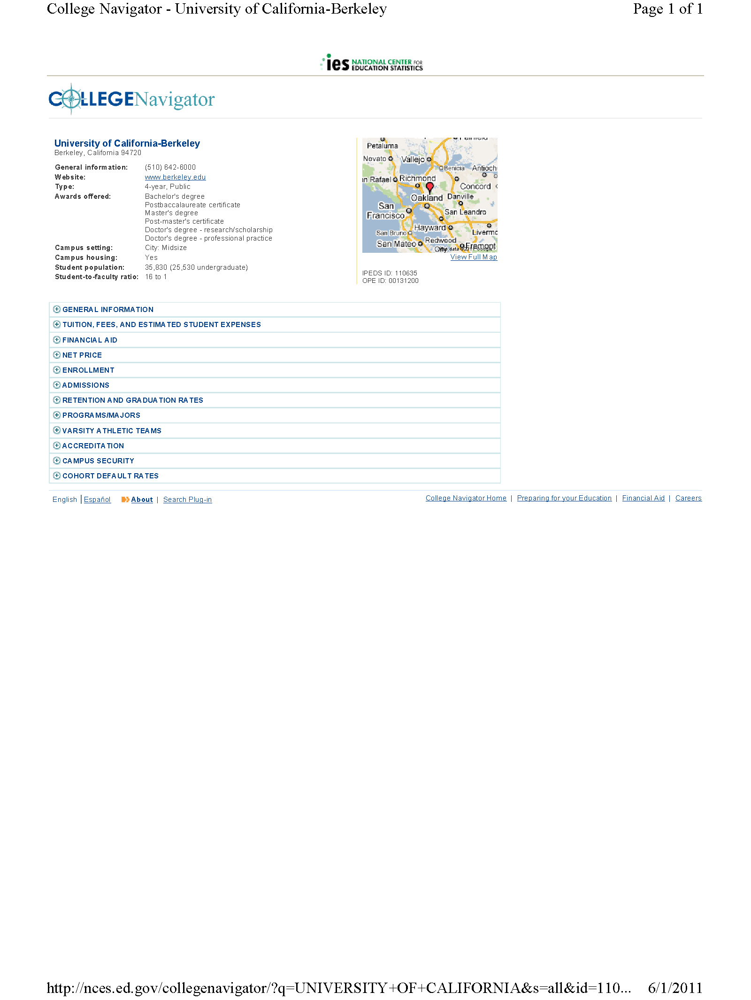 College Navigator - University of California-Berkeley
Page 1 of 1
ies NATIONAL CENTER FOR
EDUCATION STATISTICS
COLLEGENavigator
University of California-Berkeley
Berkeley, California 94720
General information: (510) 642-6000
Website: www.berkeley.edu
Type: 4-year, Public
Awards offered: Bachelor's degree
Postbaccalaureate certificate
Master's degree
Post-master's certificate
Doctor's degree - research/scholarship
Doctor's degree - professional practice
Campus setting: City: Midsize
Campus housing: Yes
Student population: 35,830 (25,530 undergraduate)
Student-to-faculty ratio: 16 to 1
Fairfield
Petaluma
Novato
Vallejo
Benicia
Antioch
an Rafael
Richmond
Concord
Oakland
Danville
San
Francisco
San Leandro
Hayward
San Bruno
Livermo
Redwood
City
San Mateo
Fremont
Map data ©2011 Google -
View Full Map
IPEDS ID: 110635
OPE ID: 00131200
GENERAL INFORMATION
TUITION, FEES, AND ESTIMATED STUDENT EXPENSES
FINANCIAL AID
NET PRICE
ENROLLMENT
ADMISSIONS
RETENTION AND GRADUATION RATES
PROGRAMS/MAJORS
VARSITY ATHLETIC TEAMS
ACCREDITATION
CAMPUS SECURITY
COHORT DEFAULT RATES
English | Español About | Search Plug-in
College Navigator Home | Preparing for your Education | Financial Aid | Careers
http://nces.ed.gov/collegenavigator/?q=UNIVERSITY+OF+CALIFORNIA&s=all&id=110...
6/1/2011